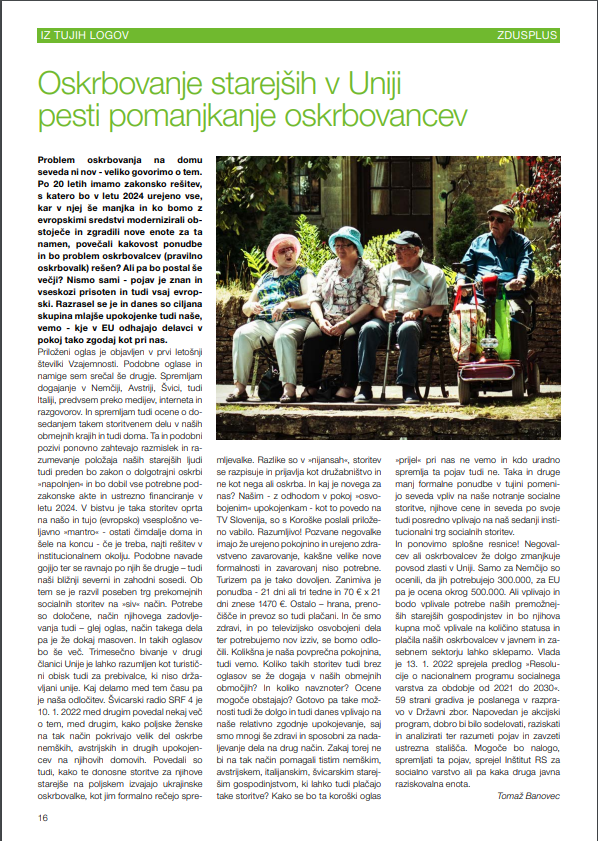 IZ TUJIH LOGOV
ZDUSPLUS
Oskrbovanje starejših v Uniji
pesti pomanjkanje oskrbovancev
Problem oskrbovanja na domu
seveda ni nov - veliko govorimo o tem.
Po 20 letih imamo zakonsko rešitev,
s katero bo v letu 2024 urejeno vse,
kar v njej še manjka in ko bomo z
evropskimi sredstvi modernizirali ob-
stoječe in zgradili nove enote za ta
namen, povečali kakovost ponudbe
in bo problem oskrbovalcev (pravilno
oskrbovalk) rešen? Ali pa bo postal še
večji? Nismo sami - pojav je znan in
vseskozi prisoten in tudi vsaj evrop-
ski. Razrasel se je in danes so ciljana
skupina mlajše upokojenke tudi naše,
vemo - kje v EU odhajajo delavci v
pokoj tako zgodaj kot pri nas.
Priloženi oglas je objavljen v prvi letošnji
številki Vzajemnosti. Podobne oglase in
namige sem srečal še drugje. Spremljam
dogajanje v Nemčiji, Avstriji, Švici, tudi
Italiji, predvsem preko medijev, interneta in
razgovorov. In spremljam tudi ocene o do-
sedanjem takem storitvenem delu v naših
obmejnih krajih in tudi doma. Ta in podobni
pozivi ponovno zahtevajo razmislek in ra-
zumevanje položaja naših starejših ljudi
tudi preden bo zakon o dolgotrajni oskrbi
»napolnjen« in bo dobil vse potrebne pod-
zakonske akte in ustrezno financiranje v
letu 2024. V bistvu je taka storitev oprta
na našo in tujo (evropsko) vsesplošno ve-
ljavno »mantro« - ostati čimdalje doma in
šele na koncu - če je treba, najti rešitev v
institucionalnem okolju. Podobne navade
gojijo ter se ravnajo po njih še druge – tudi
naši bližnji severni in zahodni sosedi. Ob
tem se je razvil poseben trg prekomejnih
socialnih storitev na »siv« način. Potrebe
so določene, način njihovega zadovlje-
vanja tudi – glej oglas, način takega dela
pa je že dokaj masoven. In takih oglasov
bo še več. Trimesečno bivanje v drugi
članici Unije je lahko razumljen kot turistič-
ni obisk tudi za prebivalce, ki niso drža-
vljani unije. Kaj delamo med tem času pa
je naša odločitev. Švicarski radio SRF 4 je
10. 1. 2022 med drugim povedal nekaj več
o tem, med drugim, kako poljske ženske
na tak način pokrivajo velik del oskrbe
nemških, avstrijskih in drugih upokojen-
cev na njihovih domovih. Povedali so
tudi, kako te donosne storitve za njihove
starejše na poljskem izvajajo ukrajinske
oskrbovalke, kot jim formalno rečejo spre-
mljevalke. Razlike so v »nijansah«, storitev
se razpisuje in prijavlja kot družabništvo in
ne kot nega ali oskrba. In kaj je novega za
nas? Našim - z odhodom v pokoj »osvo-
bojenim« upokojenkam - kot to povedo na
TV Slovenija, so s Koroške poslali prilože-
no vabilo. Razumljivo! Pozvane negovalke
imajo že urejeno pokojnino in urejeno zdra-
vstveno zavarovanje, kakšne velike nove
formalnosti in zavarovanj niso potrebne.
Turizem pa je tako dovoljen. Zanimiva je
ponudba - 21 dni ali tri tedne in 70 € x 21
dni znese 1470 €. Ostalo – hrana, preno-
čišče in prevoz so tudi plačani. In če smo
zdravi, in po televizijsko osvobojeni dela
ter potrebujemo nov izziv, se bomo odlo-
čili. Kolikšna je naša povprečna pokojnina,
tudi vemo. Koliko takih storitev tudi brez
oglasov se že dogaja v naših obmejnih
območjih? In koliko navznoter? Ocene
mogoče obstajajo? Gotovo pa take mož-
nosti tudi že dolgo in tudi danes vplivajo na
naše relativno zgodnje upokojevanje, saj
smo mnogi še zdravi in sposobni za nada-
ljevanje dela na drug način. Zakaj torej ne
bi na tak način pomagali tistim nemškim,
avstrijskim, italijanskim, švicarskim starej-
šim gospodinjstvom, ki lahko tudi plačajo
take storitve? Kako se bo ta koroški oglas
»prijel« pri nas ne vemo in kdo uradno
spremlja ta pojav tudi ne. Taka in druge
manj formalne ponudbe v tujini pomeni-
jo seveda vpliv na naše notranje socialne
storitve, njihove cene in seveda po svoje
tudi posredno vplivajo na naš sedanji insti-
tucionalni trg socialnih storitev.
In ponovimo splošne resnice! Negoval-
cev ali oskrbovalcev že dolgo zmanjkuje
povsod zlasti v Uniji. Samo za Nemčijo so
ocenili, da jih potrebujejo 300.000, za EU
pa je ocena okrog 500.000. Ali vplivajo in
bodo vplivale potrebe naših premožnej-
ših starejših gospodinjstev in bo njihova
kupna moč vplivale na količino statusa in
plačila naših oskrbovalcev v javnem in za-
sebnem sektorju lahko sklepamo. Vlada
je 13. 1. 2022 sprejela predlog »Resolu-
cije o nacionalnem programu socialnega
varstva za obdobje od 2021 do 2030«.
59 strani gradiva je poslanega v razpra-
vo v Državni zbor. Napovedan je akcijski
program, dobro bi bilo sodelovati, raziskati
in analizirati ter razumeti pojav in zavzeti
ustrezna stališča. Mogoče bo nalogo,
spremljati ta pojav, sprejel Inštitut RS za
socialno varstvo ali pa kaka druga javna
raziskovalna enota.
Tomaž Banovec
16